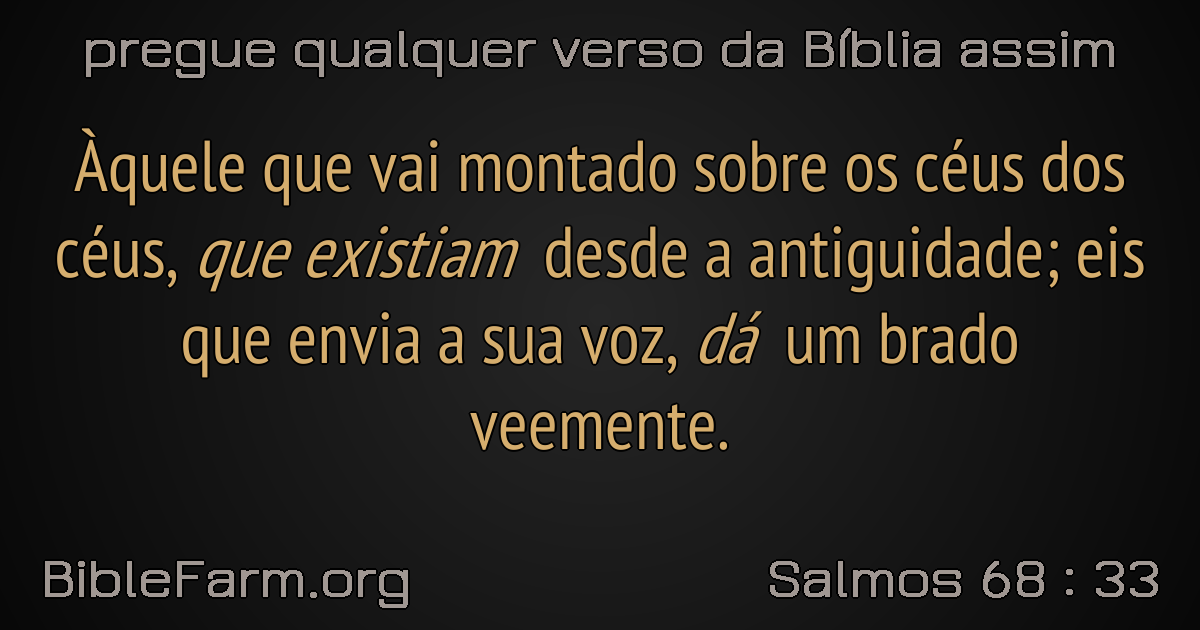 pregue qualquer verso da Bíblia assim
Àquele que vai montado sobre os céus dos
céus, que existiam desde a antiguidade; eis
que envia a sua voz, dá um brado
veemente.
BibleFarm.org
Salmos 68 : 33